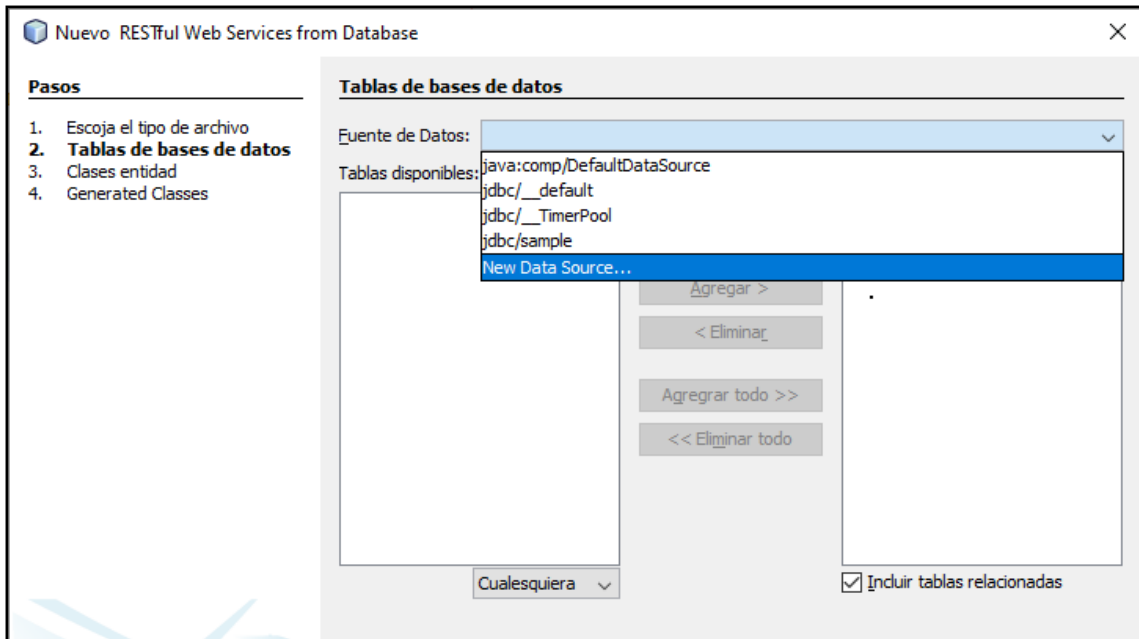 Nuevo RESTful Web Services from Database
Pasos
1. Escoja el tipo de archivo
2. Tablas de bases de datos
3. Clases entidad
4. Generated Classes
Tablas de bases de datos
Fuente de Datos:
java:comp/DefaultDataSource
jdbc/__default
jdbc/__TimerPool
jdbc/sample
New Data Source...
Tablas disponibles:
Agregar >
< Eliminar
Agregrar todo >>
<< Eliminar todo
Cualesquiera
Incluir tablas relacionadas